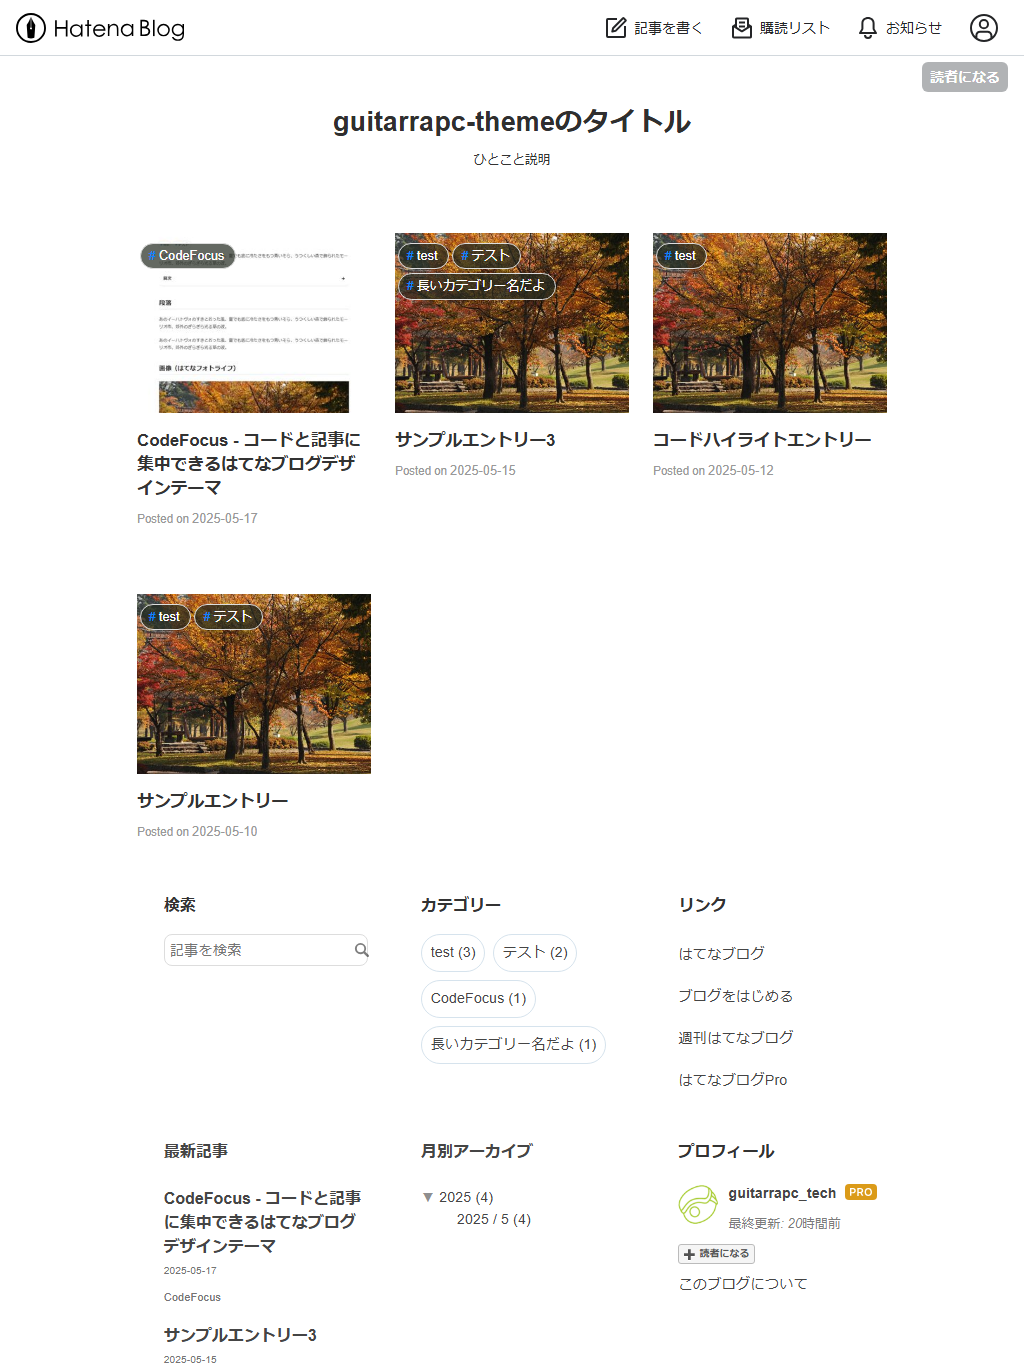 Hatena Blog
記事を書く
購読リスト
お知らせ
読者になる
guitarrapc-themeのタイトル
ひとこと説明
# CodeFocus
概要
段落
画像（はてなフォトライフ）
CodeFocus - コードと記事に
集中できるはてなブログデザ
インテーマ
Posted on 2025-05-17
# test
# テスト
# 長いカテゴリー名だよ
サンプルエントリー3
Posted on 2025-05-15
# test
コードハイライトエントリー
Posted on 2025-05-12
# test
# テスト
サンプルエントリー
Posted on 2025-05-10
検索
記事を検索
カテゴリー
test (3)
テスト (2)
CodeFocus (1)
長いカテゴリー名だよ (1)
リンク
はてなブログ
ブログをはじめる
週刊はてなブログ
はてなブログPro
最新記事
CodeFocus - コードと記事
に集中できるはてなブログ
デザインテーマ
2025-05-17
CodeFocus
サンプルエントリー3
2025-05-15
月別アーカイブ
▼ 2025 (4)
2025 / 5 (4)
プロフィール
guitarrapc_tech PRO
最終更新: 20時間前
読者になる
このブログについて